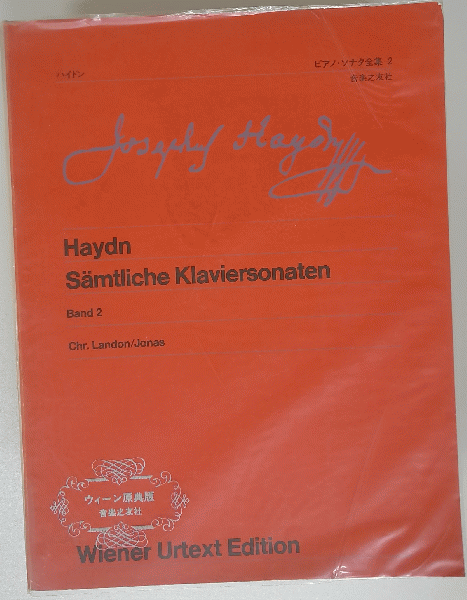 ハイドン
ピアノ・ソナタ全集 2
音楽之友社
Joseph Haydn
Haydn
Sämtliche Klaviersonaten
Band 2
Chr. Landon/Jonas
ウィーン原典版
音楽之友社
Wiener Urtext Edition